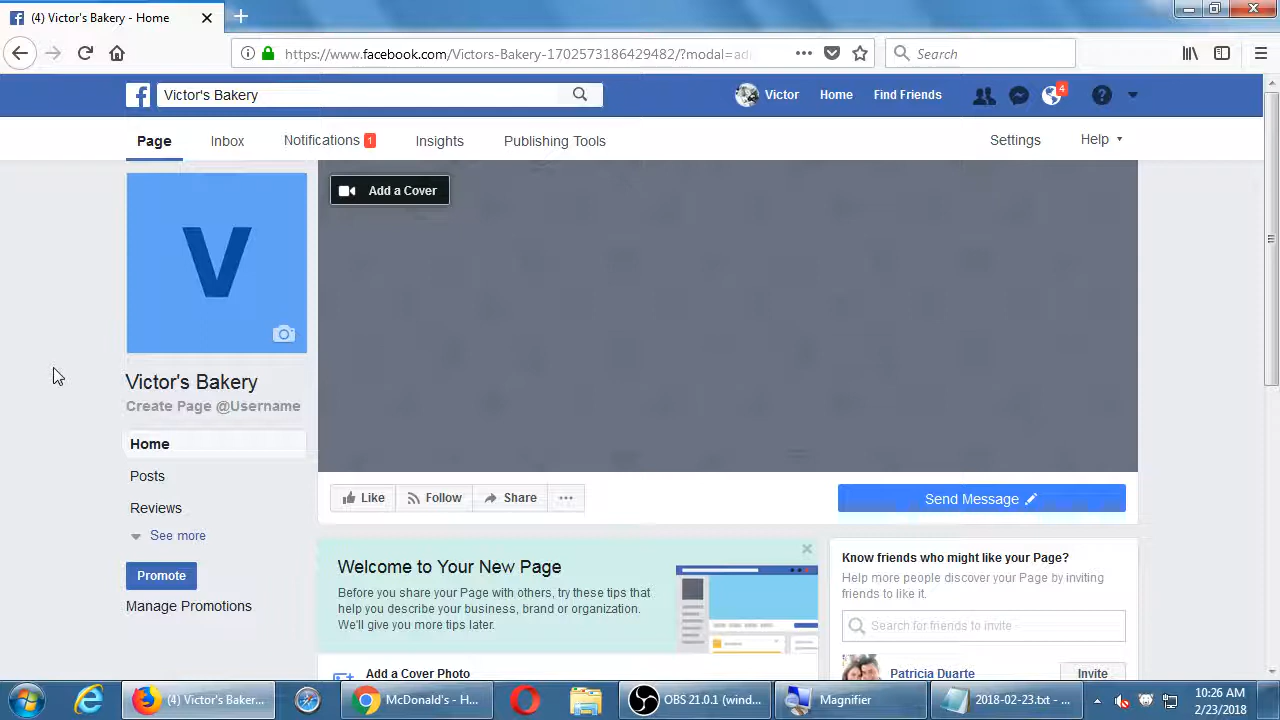 (4) Victor's Bakery - Home
https://www.facebook.com/Victors-Bakery-1702573186429482/?modal=ad
Search
Victor's Bakery
Victor
Home
Find Friends
4
Page
Inbox
Notifications 1
Insights
Publishing Tools
Settings
Help
Add a Cover
V
Victor's Bakery
Create Page @Username
Home
Posts
Reviews
See more
Promote
Manage Promotions
Like
Follow
Share
Send Message
Welcome to Your New Page
Before you share your Page with others, try these tips that
help you describe your business, brand or organization.
We'll give you more tips later.
Add a Cover Photo
Know friends who might like your Page?
Help more people discover your Page by inviting
friends to like it.
Search for friends to invite
Patricia Duarte
Invite
(4) Victor's Baker...
McDonald's - H...
OBS 21.0.1 (wind...
Magnifier
2018-02-23.txt - ...
10:26 AM
2/23/2018